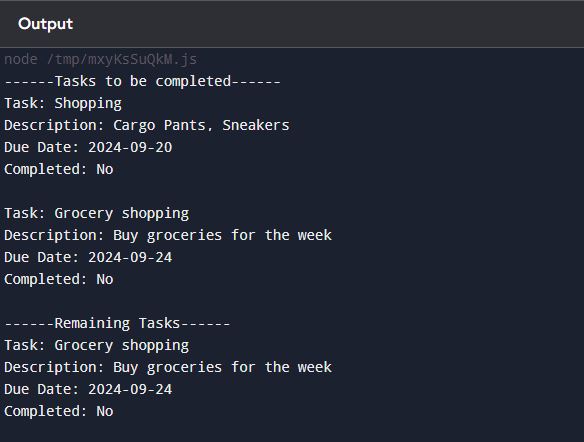 Output
node /tmp/mxyKsSuQkM.js
------Tasks to be completed------
Task: Shopping
Description: Cargo Pants, Sneakers
Due Date: 2024-09-20
Completed: No
Task: Grocery shopping
Description: Buy groceries for the week
Due Date: 2024-09-24
Completed: No
------Remaining Tasks------
Task: Grocery shopping
Description: Buy groceries for the week
Due Date: 2024-09-24
Completed: No